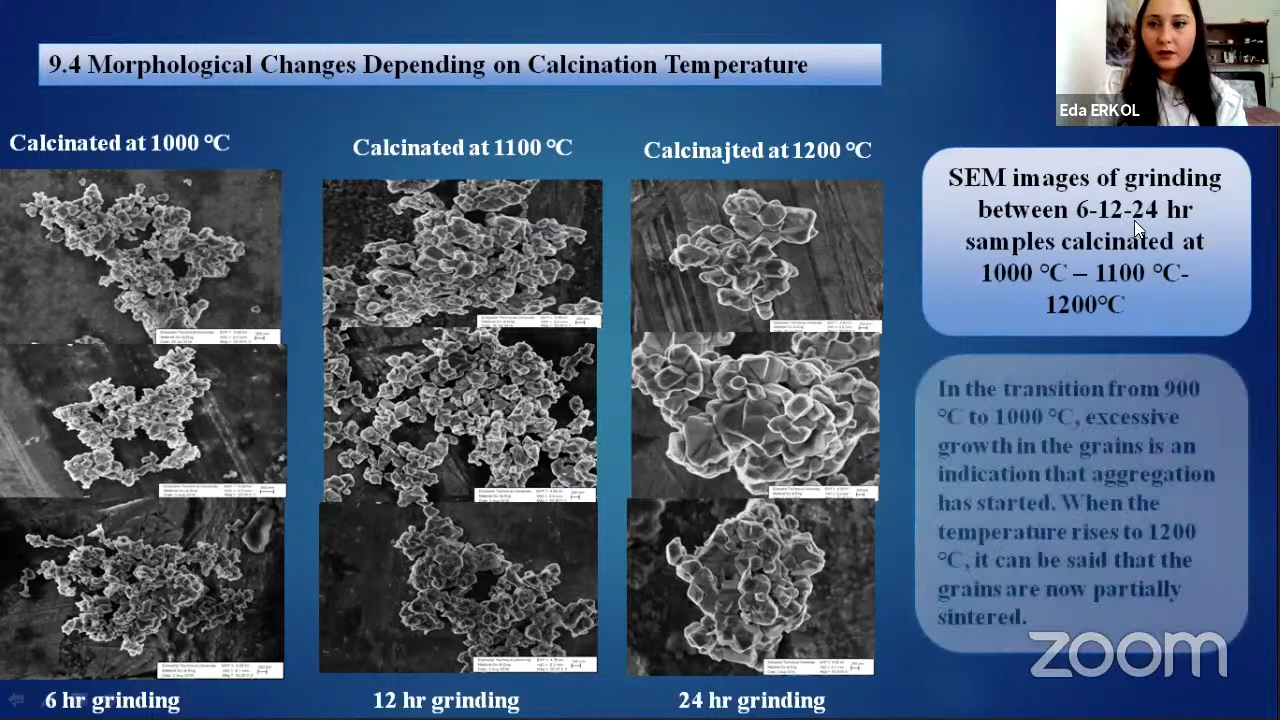 9.4 Morphological Changes Depending on Calcination Temperature
Eda ERKOL
Calcinated at 1000 °C
Calcinated at 1100 °C
Calcinajted at 1200 °C
SEM images of grinding
between 6-12-24 hr
samples calcinated at
1000 °C – 1100 °C-
1200°C
In the transition from 900
°C to 1000 °C, excessive
growth in the grains is an
indication that aggregation
has started. When the
temperature rises to 1200
°C, it can be said that the
grains are now partially
sintered.
zoom
6 hr grinding
12 hr grinding
24 hr grinding